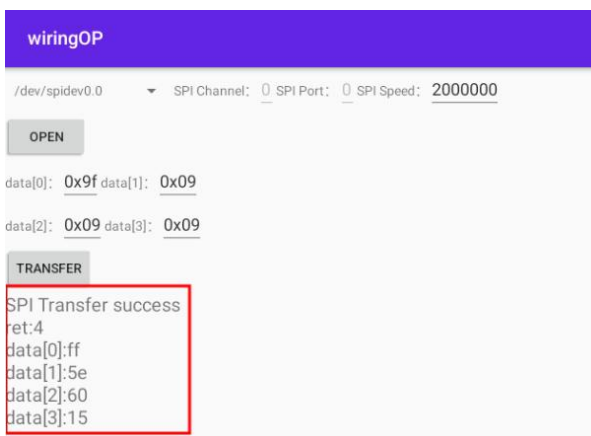 wiringOP
/dev/spidev0.0 SPI Channel: 0 SPI Port: 0 SPI Speed: 2000000
OPEN
data[0]: 0x9f data[1]: 0x09
data[2]: 0x09 data[3]: 0x09
TRANSFER
SPI Transfer success
ret:4
data[0]:ff
data[1]:5e
data[2]:60
data[3]:15